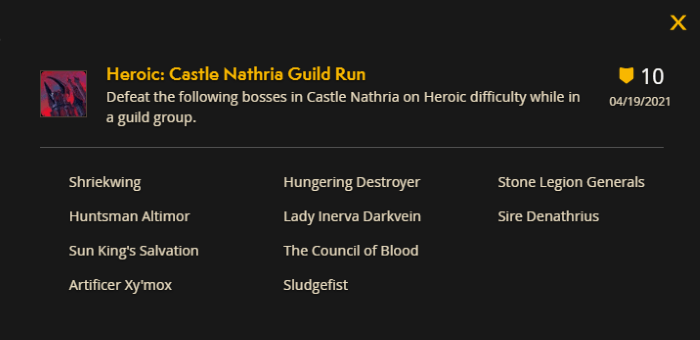 X
Heroic: Castle Nathria Guild Run
10
Defeat the following bosses in Castle Nathria on Heroic difficulty while in
a guild group.
04/19/2021
Shriekwing
Hungering Destroyer
Stone Legion Generals
Huntsman Altimor
Lady Inerva Darkvein
Sire Denathrius
Sun King's Salvation
The Council of Blood
Artificer Xy'mox
Sludgefist